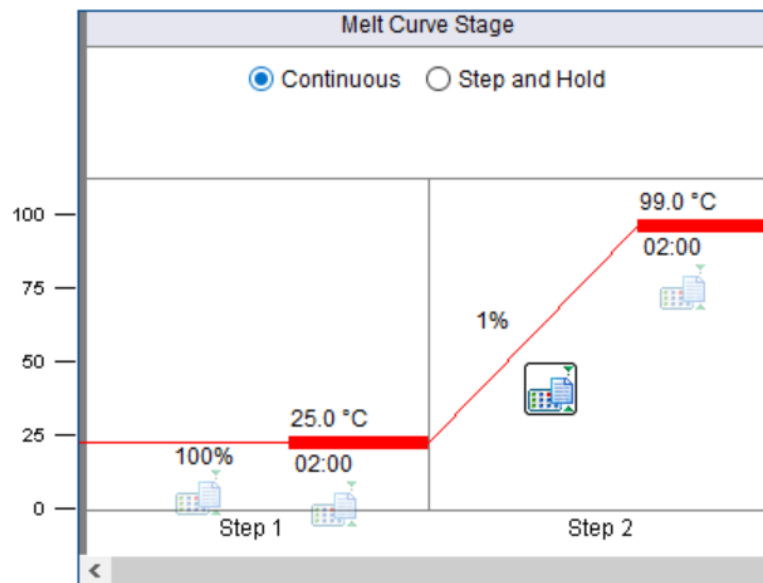 Melt Curve Stage
Continuous Step and Hold
100
75
50
25
0
100%
25.0 °C
02:00
Step 1
1%
99.0 °C
02:00
Step 2